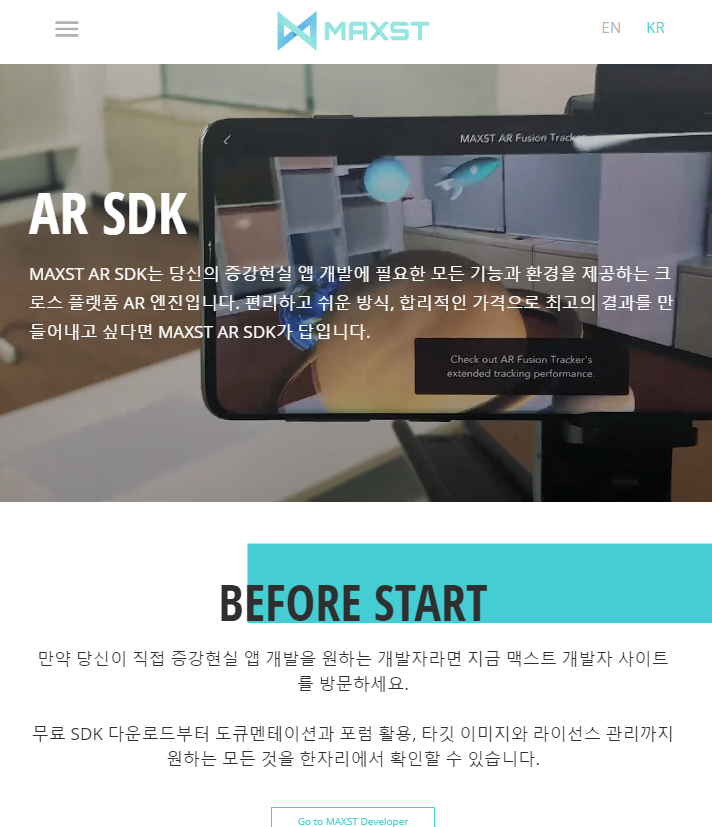 MAXST
EN
KR
MAXST AR Fusion Tracker
AR SDK
MAXST AR SDK는 당신의 증강현실 앱 개발에 필요한 모든 기능과 환경을 제공하는 크
로스 플랫폼 AR 엔진입니다. 편리하고 쉬운 방식, 합리적인 가격으로 최고의 결과를 만
들어내고 싶다면 MAXST AR SDK가 답입니다.
Check out AR Fusion Tracker's
extended tracking performance.
BEFORE START
만약 당신이 직접 증강현실 앱 개발을 원하는 개발자라면 지금 맥스트 개발자 사이트
를 방문하세요.
무료 SDK 다운로드부터 도큐멘테이션과 포럼 활용, 타깃 이미지와 라이선스 관리까지
원하는 모든 것을 한자리에서 확인할 수 있습니다.
Go to MAXST Developer